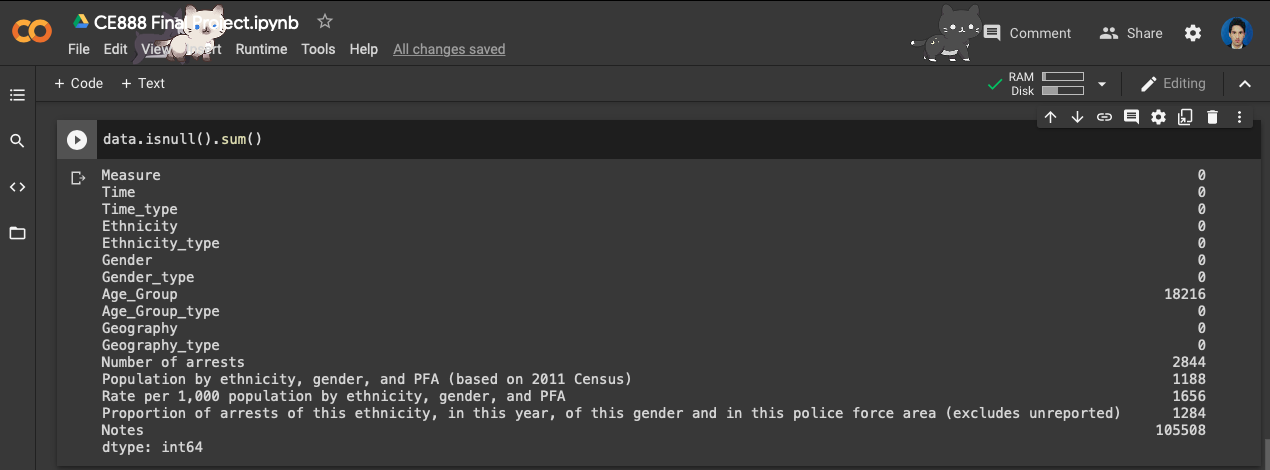 CE888 Final Project.ipynb
File Edit View Insert Runtime Tools Help All changes saved
Comment Share
+ Code + Text
RAM
Disk
Editing
data.isnull().sum()
Measure 0
Time 0
Time_type 0
Ethnicity 0
Ethnicity_type 0
Gender 0
Gender_type 0
Age_Group 18216
Age_Group_type 0
Geography 0
Geography_type 0
Number of arrests 2844
Population by ethnicity, gender, and PFA (based on 2011 Census) 1188
Rate per 1,000 population by ethnicity, gender, and PFA 1656
Proportion of arrests of this ethnicity, in this year, of this gender and in this police force area (excludes unreported) 1284
Notes 105508
dtype: int64